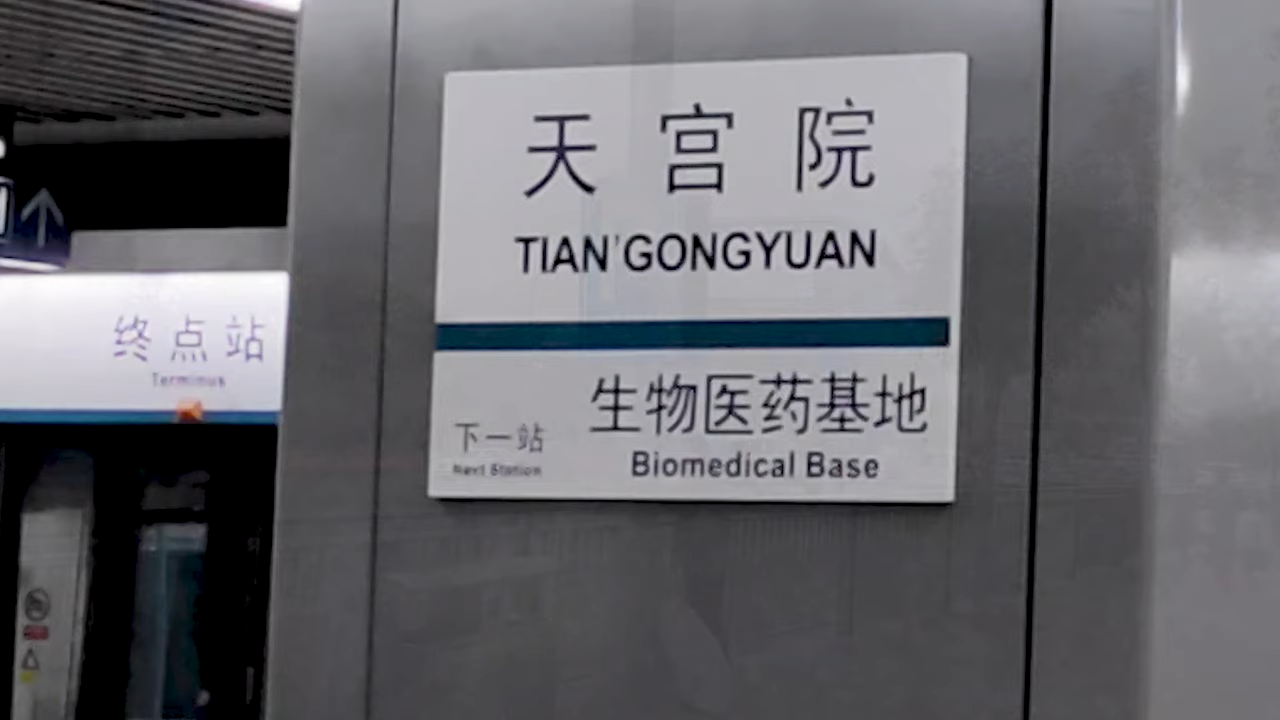 天宫院
TIAN'GONGYUAN
生物医药基地
Biomedical Base
下一站
Next Station
终点站
Terminus